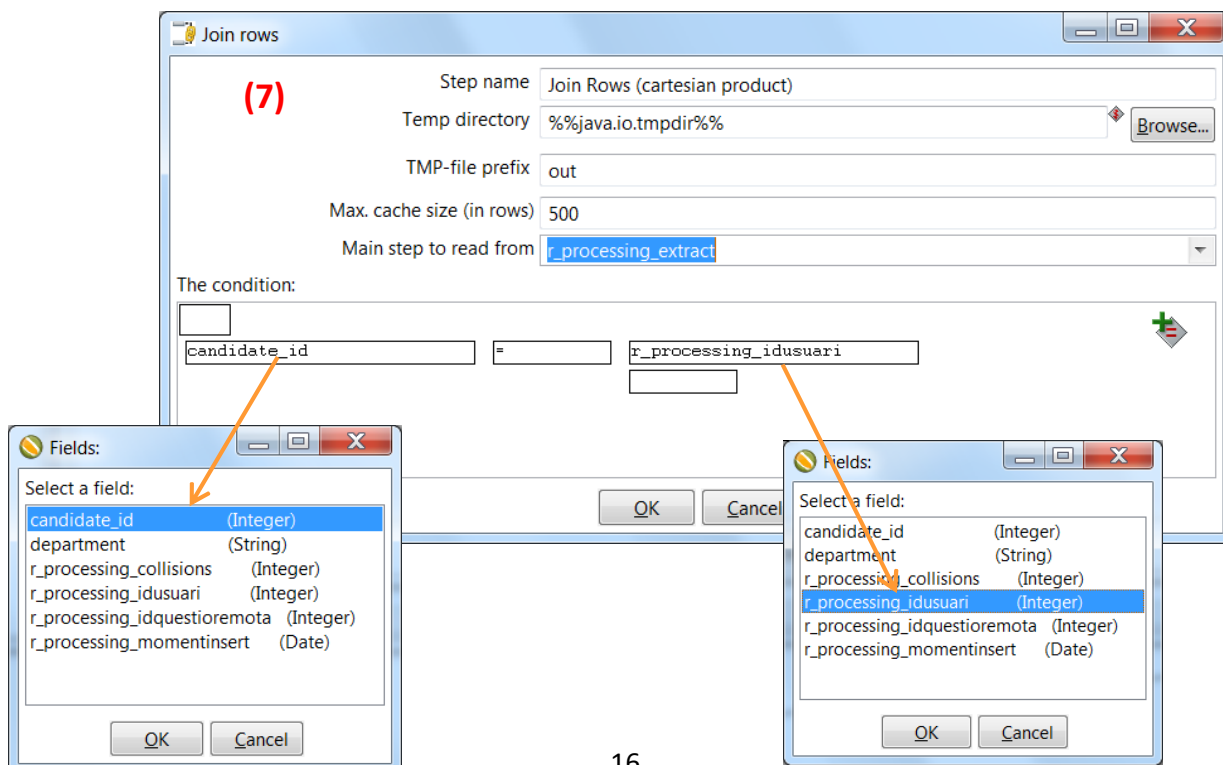 Join rows
(7)
Step name Join Rows (cartesian product)
Temp directory %%java.io.tmpdir%% Browse...
TMP-file prefix out
Max. cache size (in rows) 500
Main step to read from r_processing_extract
The condition:
candidate_id = r_processing_idusuari
OK Cancel
Fields:
Select a field:
candidate_id (Integer)
department (String)
r_processing_collisions (Integer)
r_processing_idusuari (Integer)
r_processing_idquestioremota (Integer)
r_processing_momentinsert (Date)
OK Cancel
Fields:
Select a field:
candidate_id (Integer)
department (String)
r_processing_collisions (Integer)
r_processing_idusuari (Integer)
r_processing_idquestioremota (Integer)
r_processing_momentinsert (Date)
OK Cancel
16